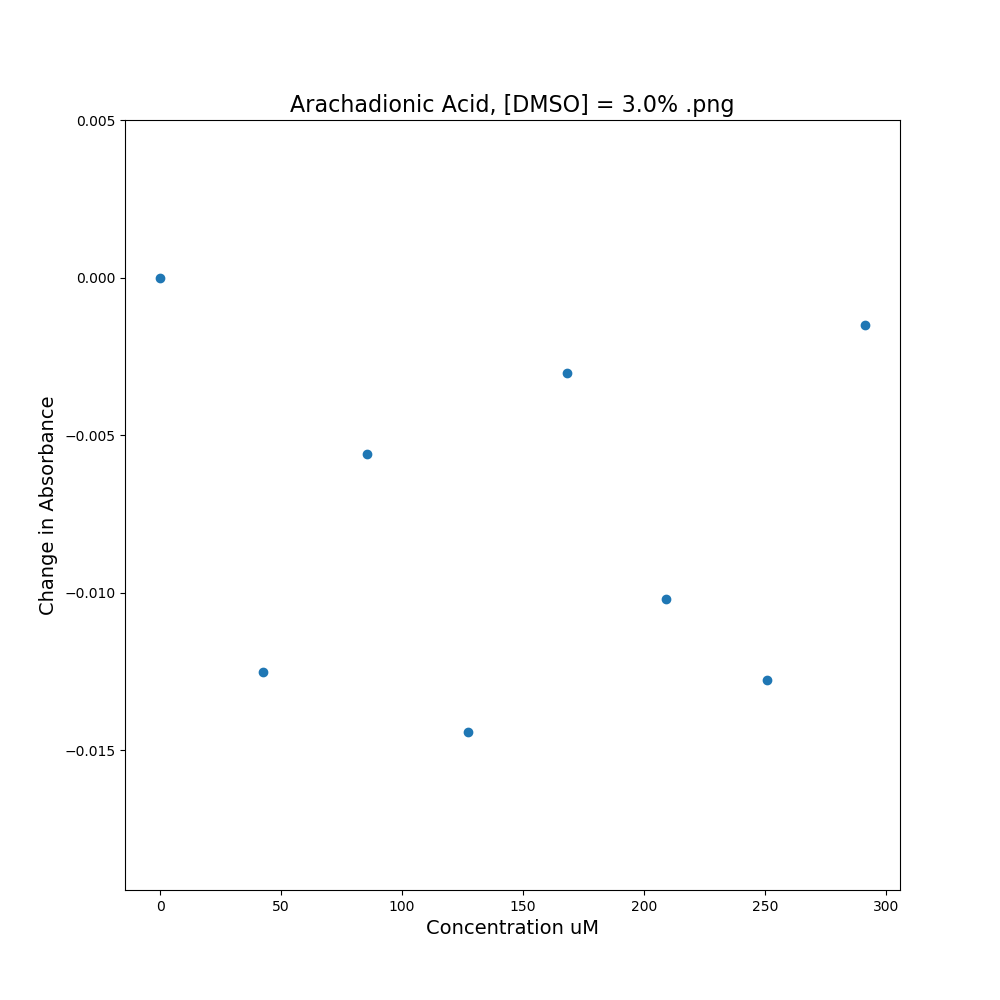 Arachadionic Acid, [DMSO] = 3.0% .png
0.005
0.000
−0.005
−0.010
−0.015
Change in Absorbance
0 50 100 150 200 250 300
Concentration uM